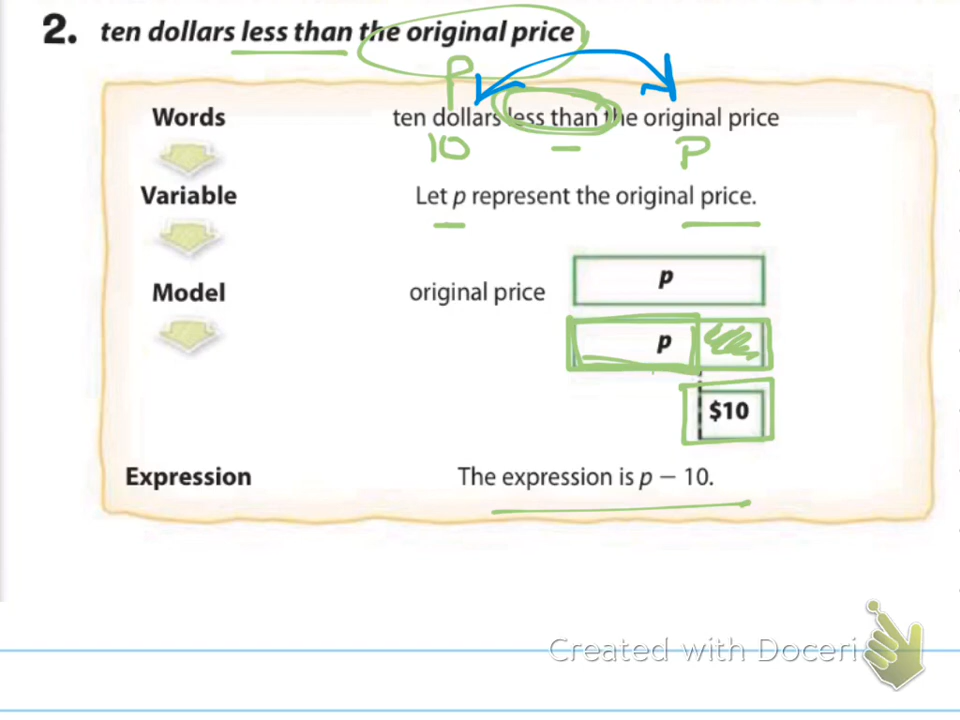 2. ten dollars less than the original price
P
Words ten dollars less than the original price
10 – P
Variable Let p represent the original price.
Model original price p
p
$10
Expression The expression is p − 10.
Created with Doceri